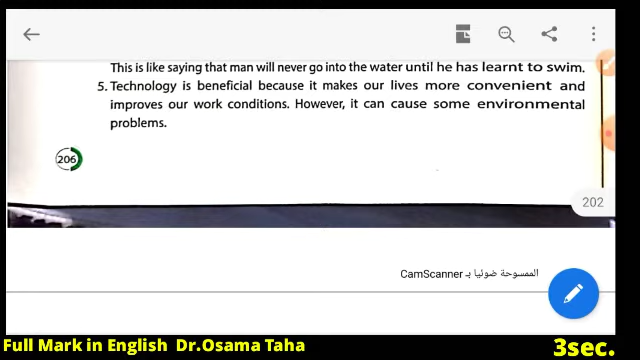 This is like saying that man will never go into the water until he has learnt to swim.
5. Technology is beneficial because it makes our lives more convenient and
improves our work conditions. However, it can cause some environmental
problems.
206
202
الممسوحة ضوئيا بـ CamScanner
Full Mark in English Dr.Osama Taha
3sec.